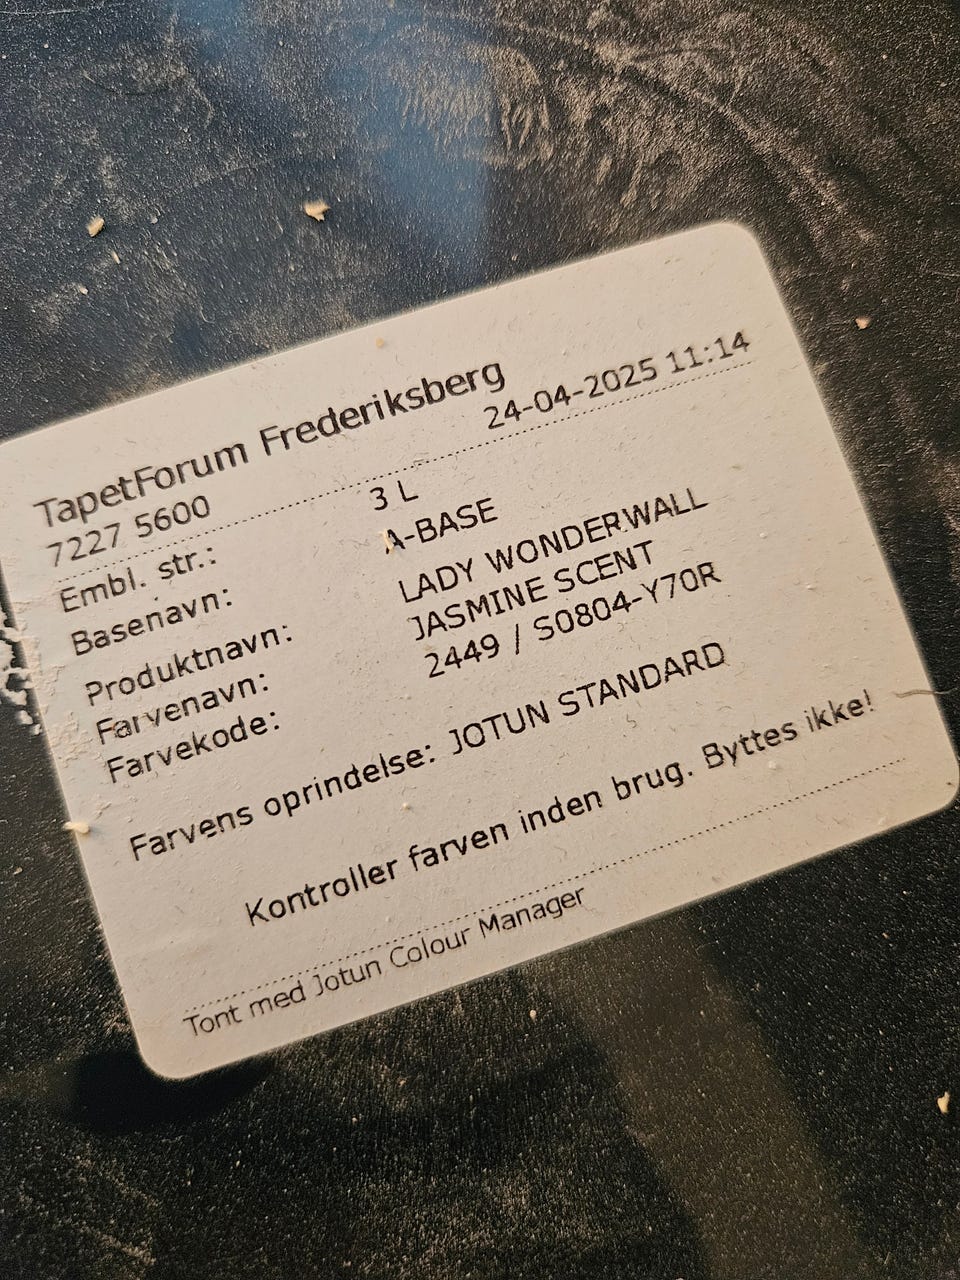 TapetForum Frederiksberg
7227 5600 24-04-2025 11:14
Embl. str.: 3 L
Basenavn: A-BASE
Produktnavn: LADY WONDERWALL
Farvenavn: JASMINE SCENT
Farvekode: 2449 / S0804-Y70R
Farvens oprindelse: JOTUN STANDARD
Kontroller farven inden brug. Byttes ikke!
Tont med Jotun Colour Manager